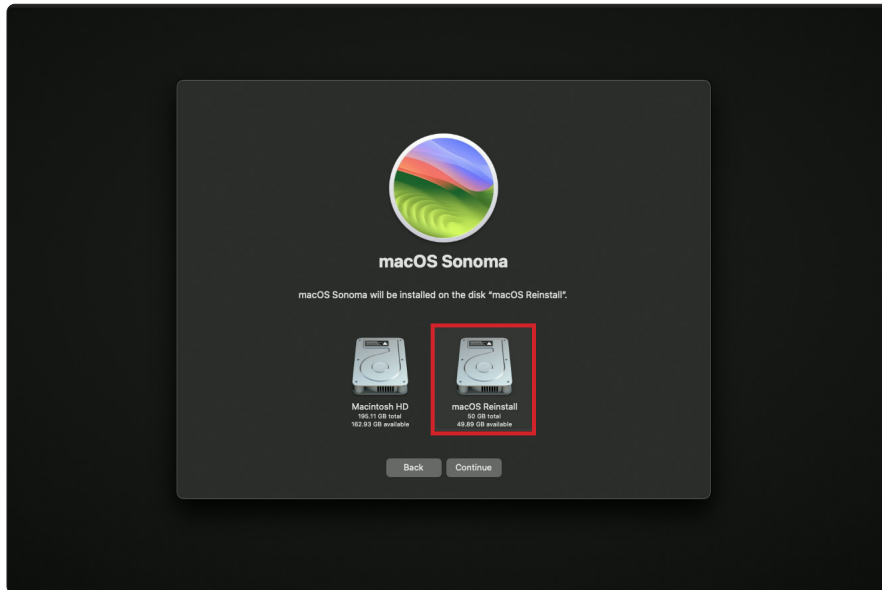 macOS Sonoma
macOS Sonoma will be installed on the disk “macOS Reinstall”.
Macintosh HD
195.11 GB total
162.93 GB available
macOS Reinstall
50 GB total
49.89 GB available
Back
Continue